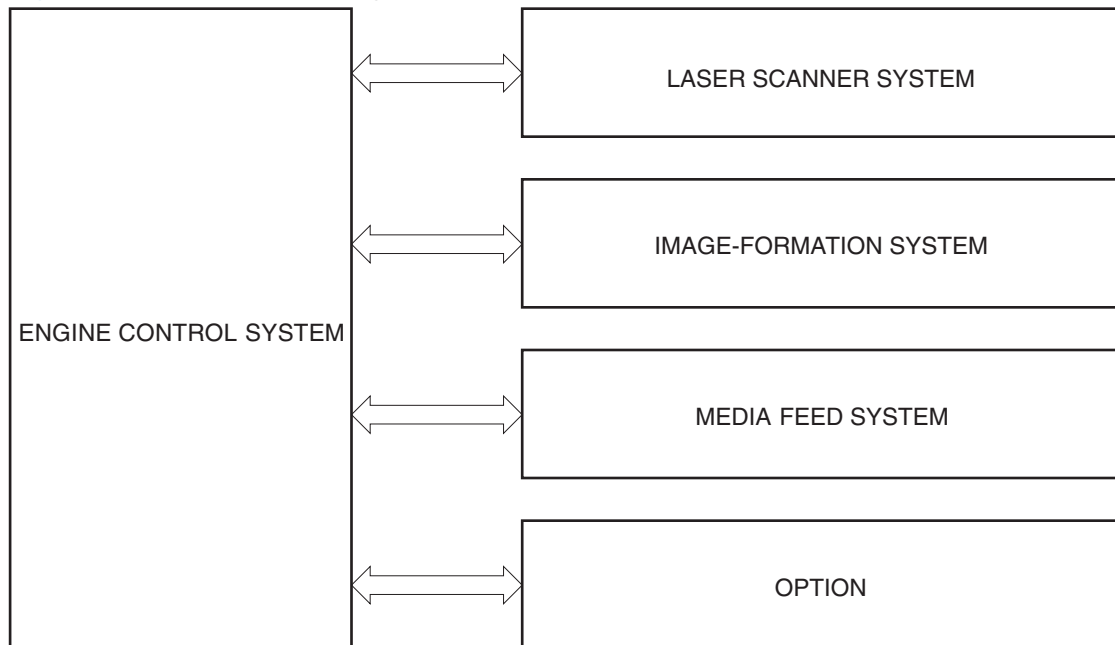 LASER SCANNER SYSTEM
IMAGE-FORMATION SYSTEM
ENGINE CONTROL SYSTEM
MEDIA FEED SYSTEM
OPTION